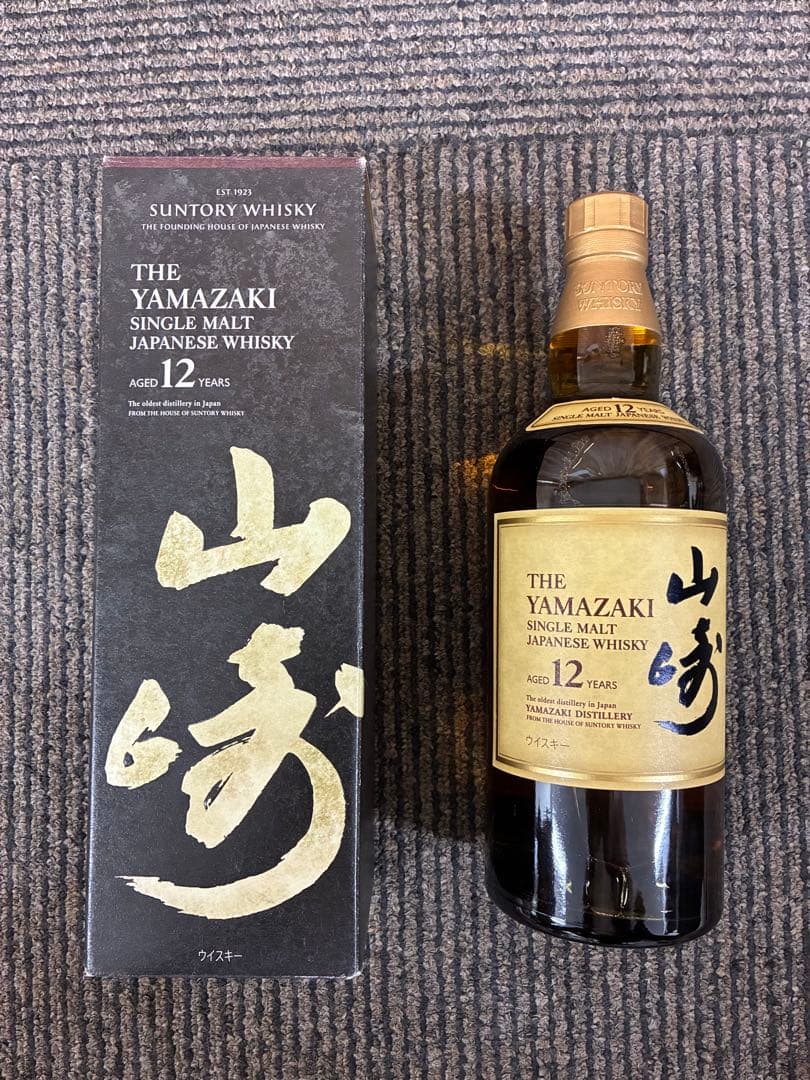 EST. 1923
SUNTORY WHISKY
THE FOUNDING HOUSE OF JAPANESE WHISKY
THE
YAMAZAKI
SINGLE MALT
JAPANESE WHISKY
AGED 12 YEARS
The oldest distillery in Japan
FROM THE HOUSE OF SUNTORY WHISKY
山崎
ウイスキー
SUNTORY
WHISKY
AGED 12 YEARS
SINGLE MALT JAPANESE WHISKY
THE
YAMAZAKI
SINGLE MALT
JAPANESE WHISKY
AGED 12 YEARS
The oldest distillery in Japan
YAMAZAKI DISTILLERY
FROM THE HOUSE OF SUNTORY WHISKY
ウイスキー
山崎